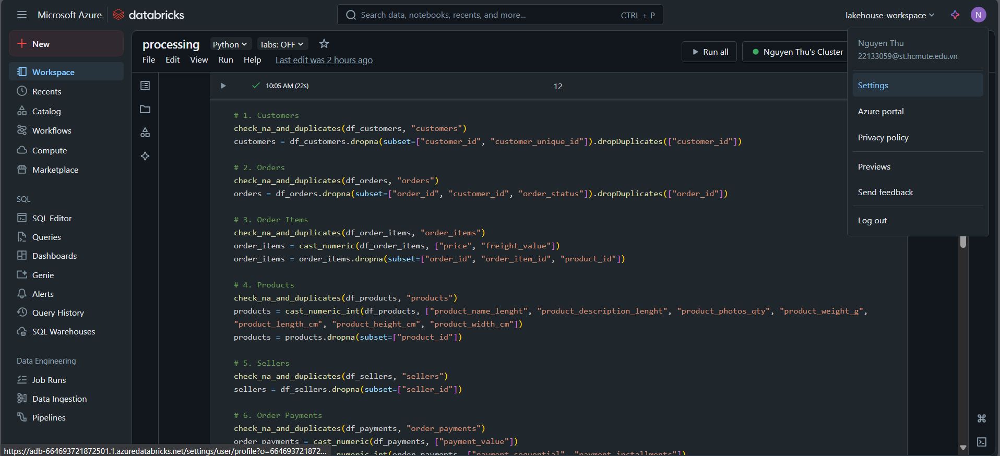 Microsoft Azure databricks
Search data, notebooks, recents, and more... CTRL + P
lakehouse-workspace
N
New
Workspace
Recents
Catalog
Workflows
Compute
Marketplace
SQL
SQL Editor
Queries
Dashboards
Genie
Alerts
Query History
SQL Warehouses
Data Engineering
Job Runs
Data Ingestion
Pipelines
processing Python Tabs: OFF
File Edit View Run Help Last edit was 2 hours ago
Run all
Nguyen Thu's Cluster
10:05 AM (22s) 12
# 1. Customers
check_na_and_duplicates(df_customers, "customers")
customers = df_customers.dropna(subset=["customer_id", "customer_unique_id"]).dropDuplicates(["customer_id"])
# 2. Orders
check_na_and_duplicates(df_orders, "orders")
orders = df_orders.dropna(subset=["order_id", "customer_id", "order_status"]).dropDuplicates(["order_id"])
# 3. Order Items
check_na_and_duplicates(df_order_items, "order_items")
order_items = cast_numeric(df_order_items, ["price", "freight_value"])
order_items = order_items.dropna(subset=["order_id", "order_item_id", "product_id"])
# 4. Products
check_na_and_duplicates(df_products, "products")
products = cast_numeric_int(df_products, ["product_name_lenght", "product_description_lenght", "product_photos_qty", "product_weight_g",
"product_length_cm", "product_height_cm", "product_width_cm"])
products = products.dropna(subset=["product_id"])
# 5. Sellers
check_na_and_duplicates(df_sellers, "sellers")
sellers = df_sellers.dropna(subset=["seller_id"])
# 6. Order Payments
check_na_and_duplicates(df_payments, "order_payments")
order_payments = cast_numeric(df_payments, ["payment_value"])
numeric_int(order_payments, ["payment_sequential", "payment_installments"])
Nguyen Thu
22133059@st.hcmute.edu.vn
Settings
Azure portal
Privacy policy
Previews
Send feedback
Log out
https://adb-664693721872501.1.azuredatabricks.net/settings/user/profile?o=664693721872...